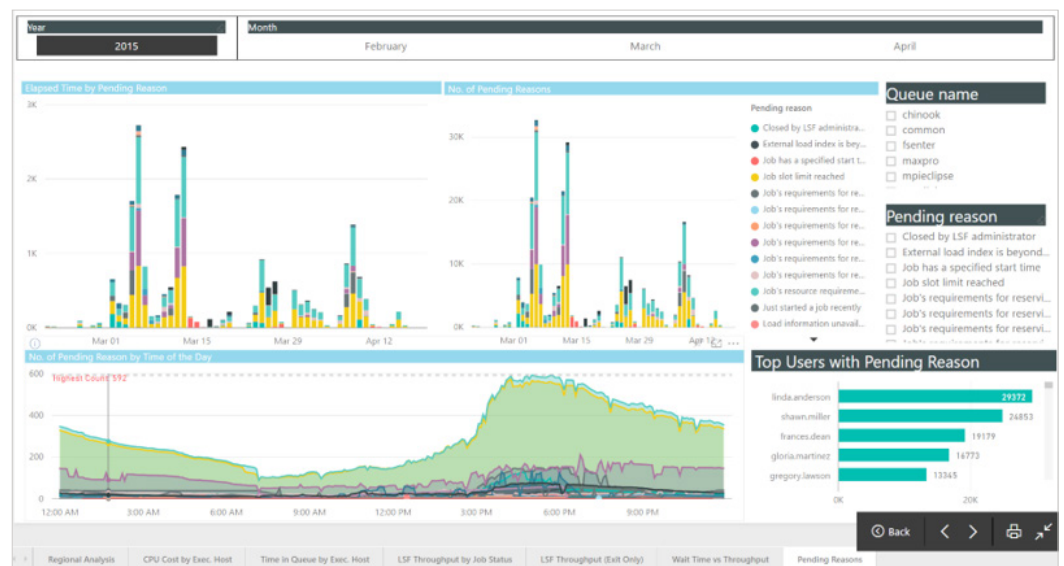 Year
Month
2015
February
March
April
Elapsed Time by Pending Reason
3K
2K
1K
0K
Mar 01
Mar 15
Mar 29
Apr 12
No. of Pending Reasons
30K
20K
10K
0K
Mar 01
Mar 15
Mar 29
Apr 12
Pending reason
Closed by LSF administra...
External load index is bey...
Job has a specified start t...
Job slot limit reached
Job's requirements for re...
Job's requirements for re...
Job's requirements for re...
Job's requirements for re...
Job's requirements for re...
Job's requirements for re...
Job's resource requireme...
Just started a job recently
Load information unavail...
Queue name
chinook
common
fsenter
maxpro
mpieclipse
Pending reason
Closed by LSF administrator
External load index is beyond...
Job has a specified start time
Job slot limit reached
Job's requirements for reservi...
Job's requirements for reservi...
Job's requirements for reservi...
No. of Pending Reason by Time of the Day
600
400
200
0
Highest Count: 592
12:00 AM
3:00 AM
6:00 AM
9:00 AM
12:00 PM
3:00 PM
6:00 PM
9:00 PM
Top Users with Pending Reason
linda.anderson
29372
shawn.miller
24853
frances.dean
19179
gloria.martinez
16773
gregory.lawson
13345
0K
20K
Back
Regional Analysis
CPU Cost by Exec. Host
Time in Queue by Exec. Host
LSF Throughput by Job Status
LSF Throughput (Exit Only)
Wait Time vs Throughput
Pending Reasons